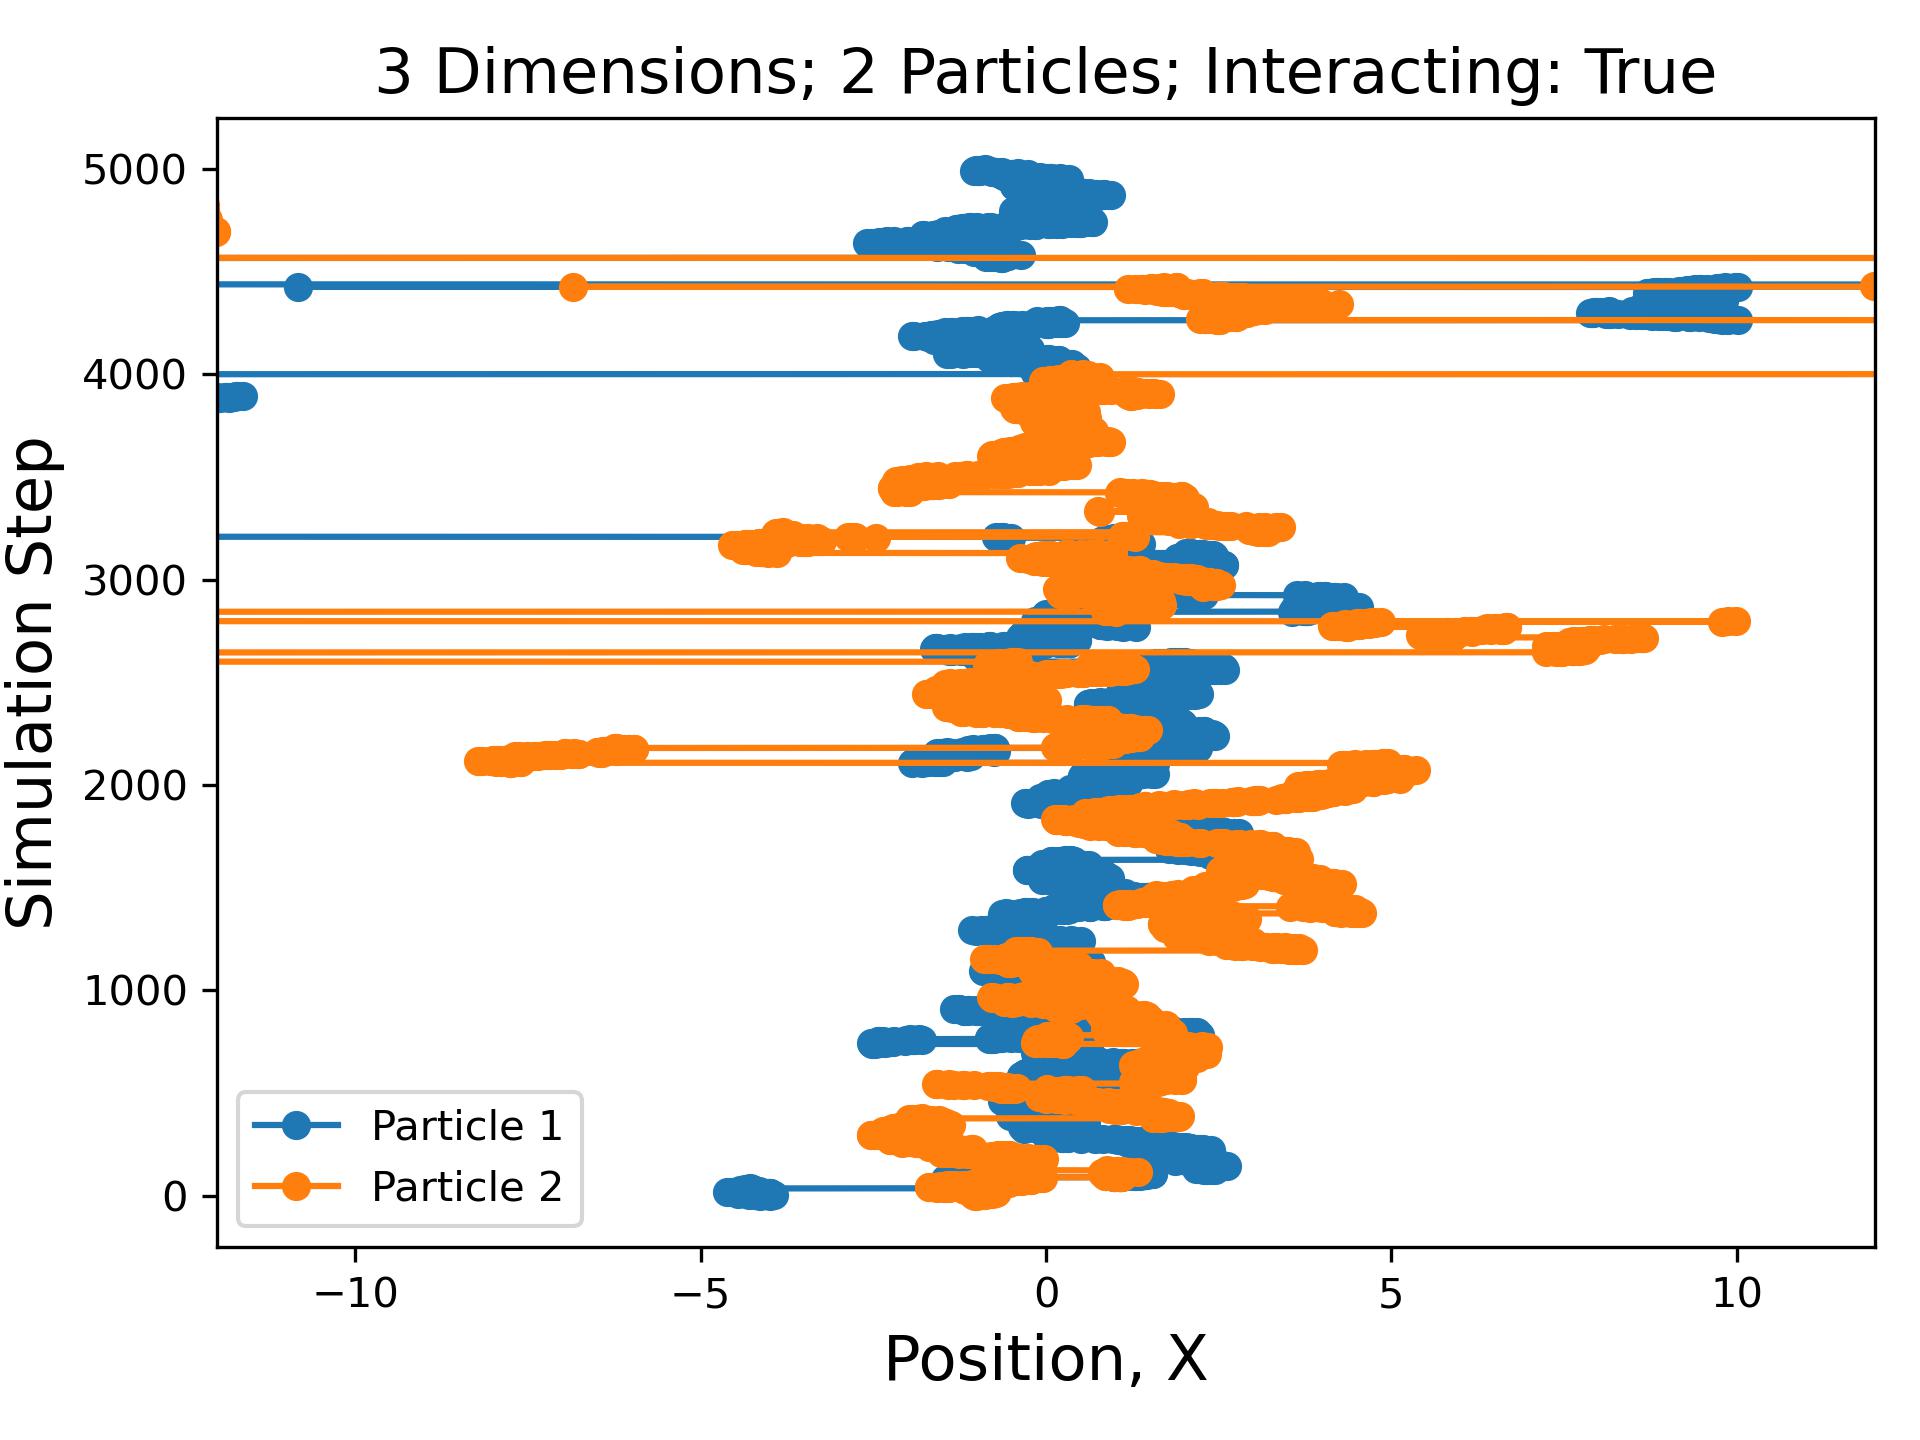 3 Dimensions; 2 Particles; Interacting: True
Simulation Step
5000
4000
3000
2000
1000
0
Particle 1
Particle 2
−10
−5
0
5
10
Position, X